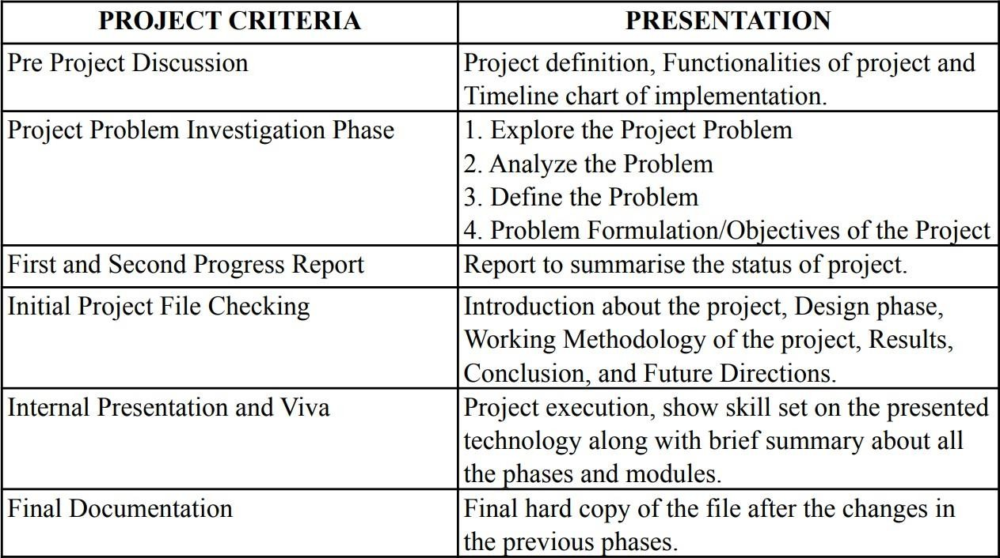 PROJECT CRITERIA
PRESENTATION
Pre Project Discussion
Project definition, Functionalities of project and
Timeline chart of implementation.
Project Problem Investigation Phase
1. Explore the Project Problem
2. Analyze the Problem
3. Define the Problem
4. Problem Formulation/Objectives of the Project
First and Second Progress Report
Report to summarise the status of project.
Initial Project File Checking
Introduction about the project, Design phase,
Working Methodology of the project, Results,
Conclusion, and Future Directions.
Internal Presentation and Viva
Project execution, show skill set on the presented
technology along with brief summary about all
the phases and modules.
Final Documentation
Final hard copy of the file after the changes in
the previous phases.